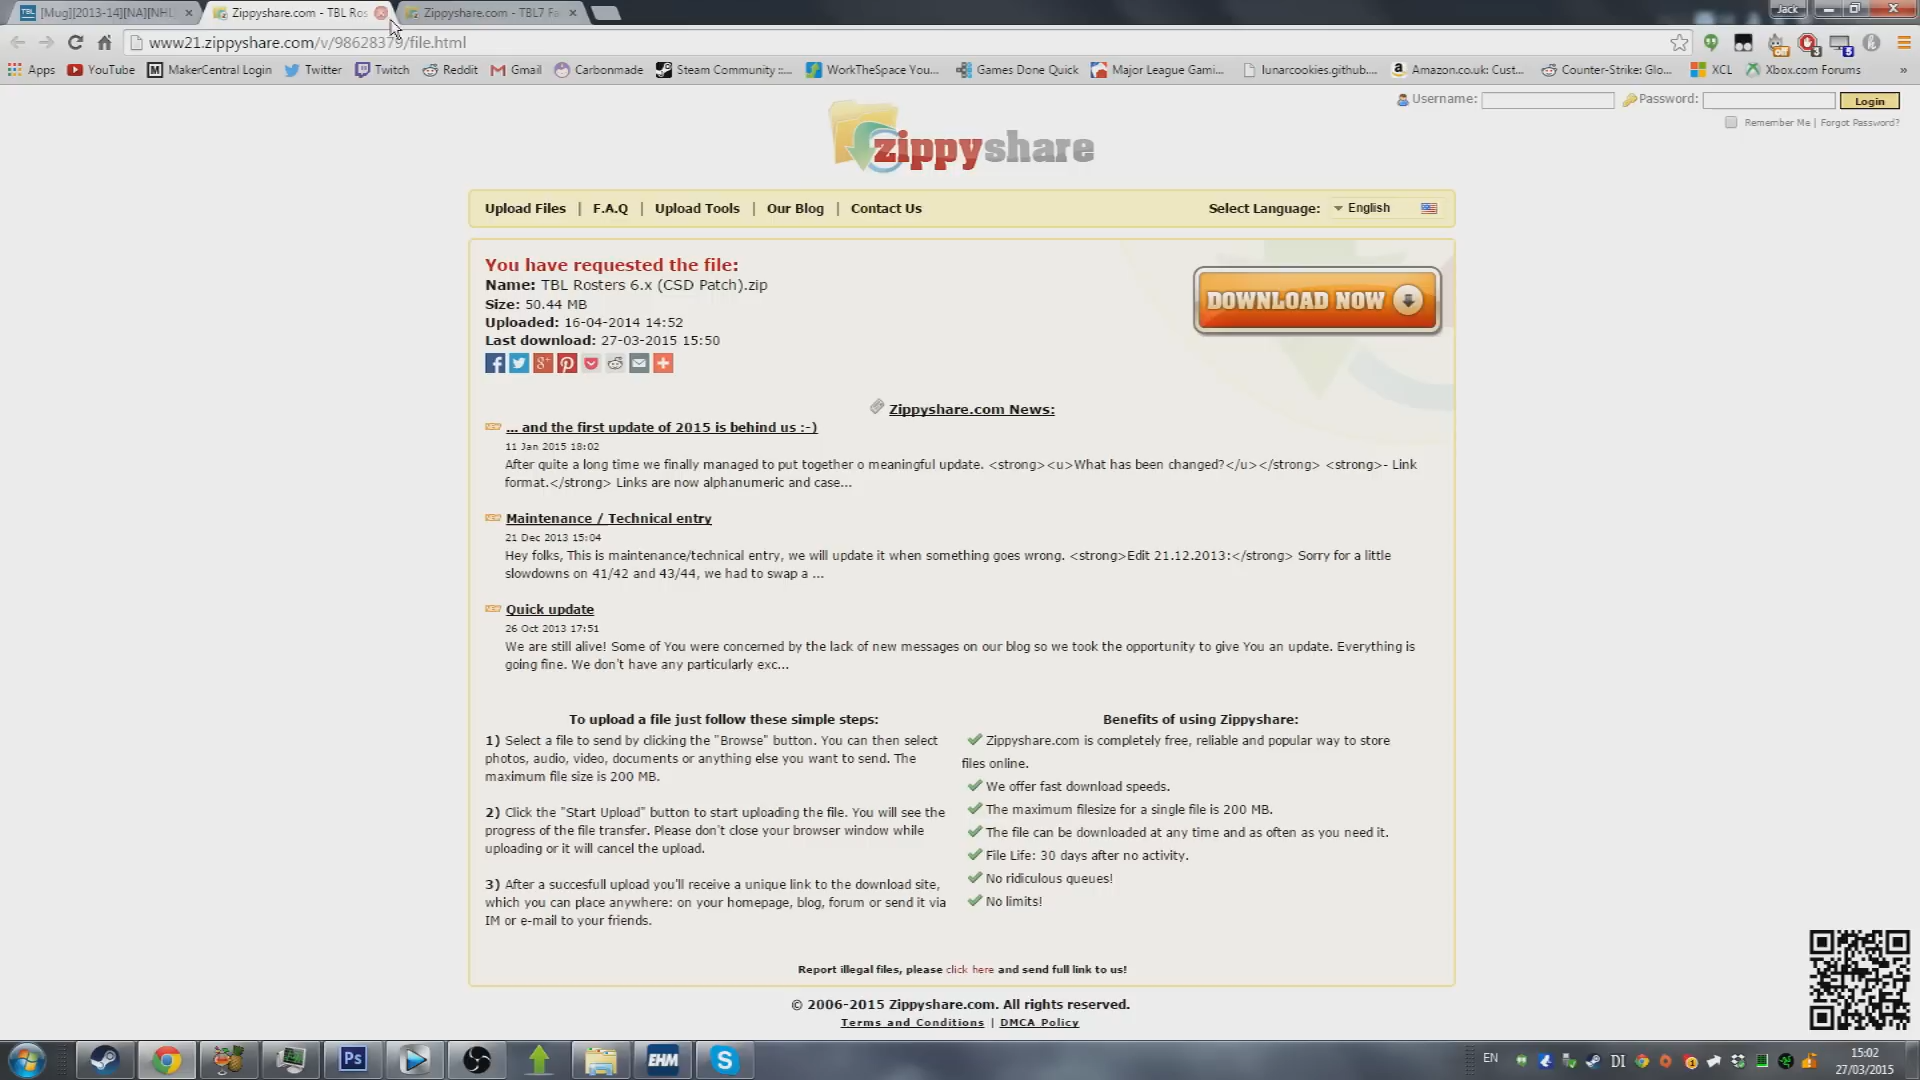 [Mug][2013-14][NA][NHL
Zippyshare.com - TBL Ros
Zippyshare.com - TBL7 Fa
Jack
www21.zippyshare.com/v/98628379/file.html
Apps
YouTube
MakerCentral Login
Twitter
Twitch
Reddit
Gmail
Carbonmade
Steam Community ::...
WorkTheSpace You...
Games Done Quick
Major League Gami...
lunarcookies.github....
Amazon.co.uk: Cust...
Counter-Strike: Glo...
XCL
Xbox.com Forums
»
Username:
Password:
Login
Remember Me | Forgot Password?
zippyshare
Upload Files | F.A.Q | Upload Tools | Our Blog | Contact Us
Select Language: English
You have requested the file:
Name: TBL Rosters 6.x (CSD Patch).zip
Size: 50.44 MB
Uploaded: 16-04-2014 14:52
Last download: 27-03-2015 15:50
DOWNLOAD NOW
Zippyshare.com News:
... and the first update of 2015 is behind us :-)
11 Jan 2015 18:02
After quite a long time we finally managed to put together o meaningful update. <strong><u>What has been changed?</u></strong> <strong>- Link
format.</strong> Links are now alphanumeric and case...
Maintenance / Technical entry
21 Dec 2013 15:04
Hey folks, This is maintenance/technical entry, we will update it when something goes wrong. <strong>Edit 21.12.2013:</strong> Sorry for a little
slowdowns on 41/42 and 43/44, we had to swap a ...
Quick update
26 Oct 2013 17:51
We are still alive! Some of You were concerned by the lack of new messages on our blog so we took the opportunity to give You an update. Everything is
going fine. We don't have any particularly exc...
To upload a file just follow these simple steps:
1) Select a file to send by clicking the "Browse" button. You can then select
photos, audio, video, documents or anything else you want to send. The
maximum file size is 200 MB.
2) Click the "Start Upload" button to start uploading the file. You will see the
progress of the file transfer. Please don't close your browser window while
uploading or it will cancel the upload.
3) After a succesfull upload you'll receive a unique link to the download site,
which you can place anywhere: on your homepage, blog, forum or send it via
IM or e-mail to your friends.
Benefits of using Zippyshare:
Zippyshare.com is completely free, reliable and popular way to store
files online.
We offer fast download speeds.
The maximum filesize for a single file is 200 MB.
The file can be downloaded at any time and as often as you need it.
File Life: 30 days after no activity.
No ridiculous queues!
No limits!
Report illegal files, please click here and send full link to us!
© 2006-2015 Zippyshare.com. All rights reserved.
Terms and Conditions | DMCA Policy
Ps
EHM
EN
DI
15:02
27/03/2015